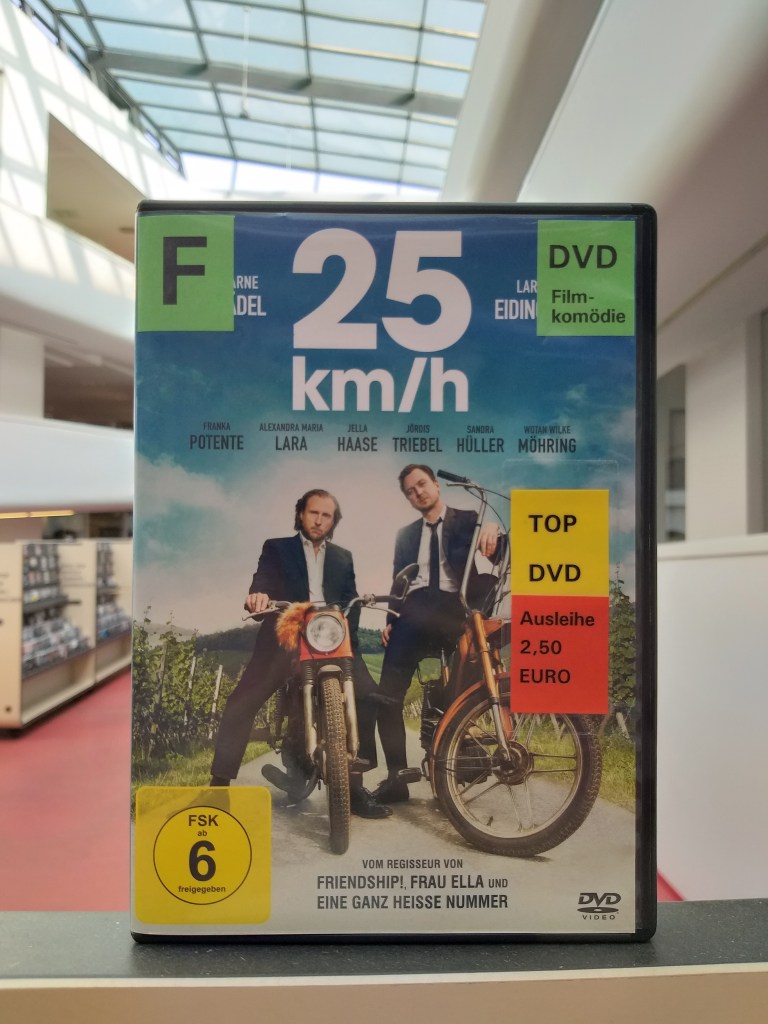 F
DVD
Film-
komödie
ARNE
ÄDEL
25
km/h
LAR
EIDING
FRANKA
POTENTE
ALEXANDRA MARIA
LARA
JELLA
HAASE
JÖRDIS
TRIEBEL
SANDRA
HÜLLER
WOTAN WILKE
MÖHRING
TOP
DVD
Ausleihe
2,50
EURO
FSK
ab
6
freigegeben
VOM REGISSEUR VON
FRIENDSHIP!, FRAU ELLA UND
EINE GANZ HEISSE NUMMER
DVD
VIDEO